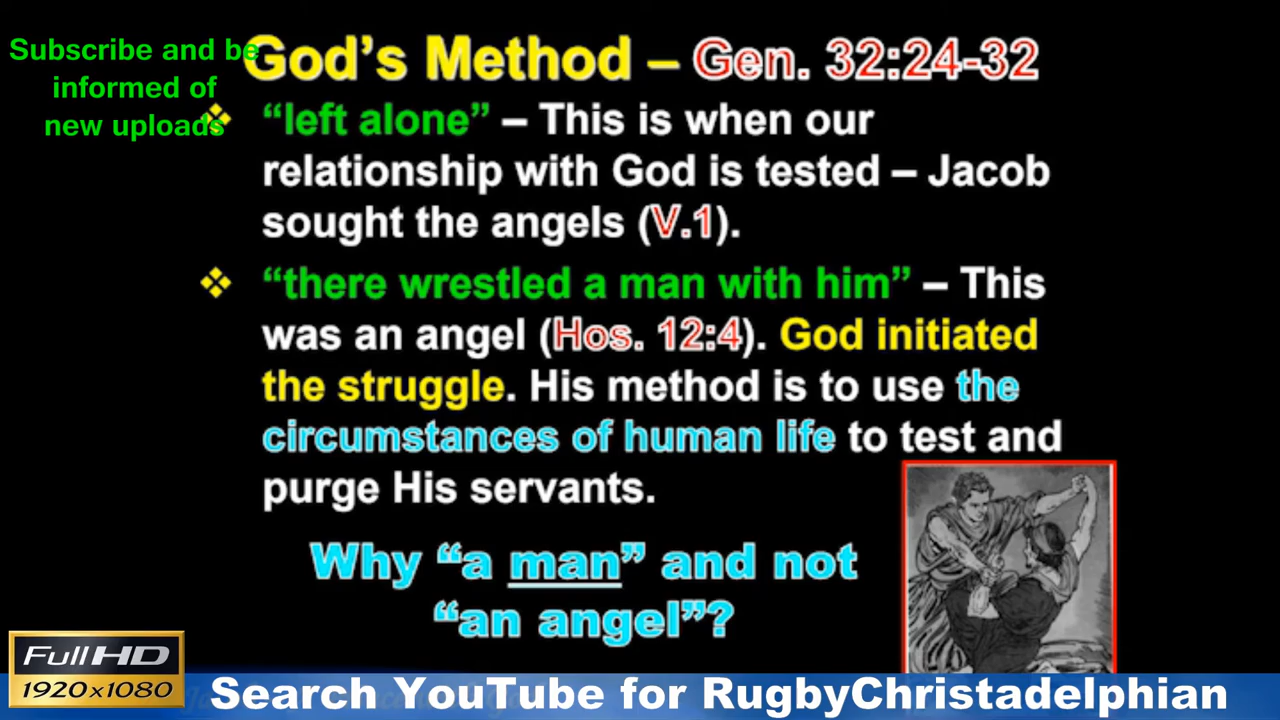 Subscribe and be
informed of
new uploads
God's Method – Gen. 32:24-32
❖ “left alone” – This is when our
relationship with God is tested – Jacob
sought the angels (V.1).
❖ “there wrestled a man with him” – This
was an angel (Hos. 12:4). God initiated
the struggle. His method is to use the
circumstances of human life to test and
purge His servants.
Why “a man” and not
“an angel”?
Full HD
1920x1080
Search YouTube for RugbyChristadelphian